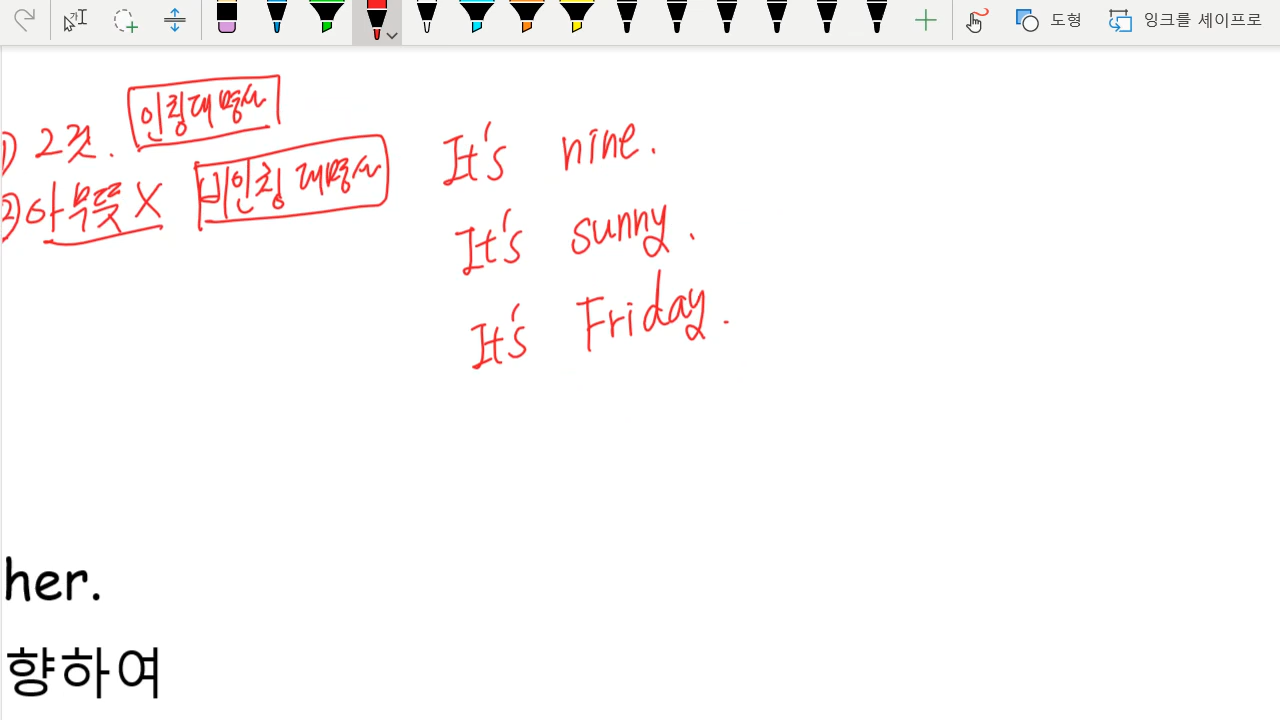 도형 잉크를 셰이프로
① 그것. 인칭대명사
② 아무뜻 X 비인칭 대명사
It's nine.
It's sunny.
It's Friday.
her.
향하여